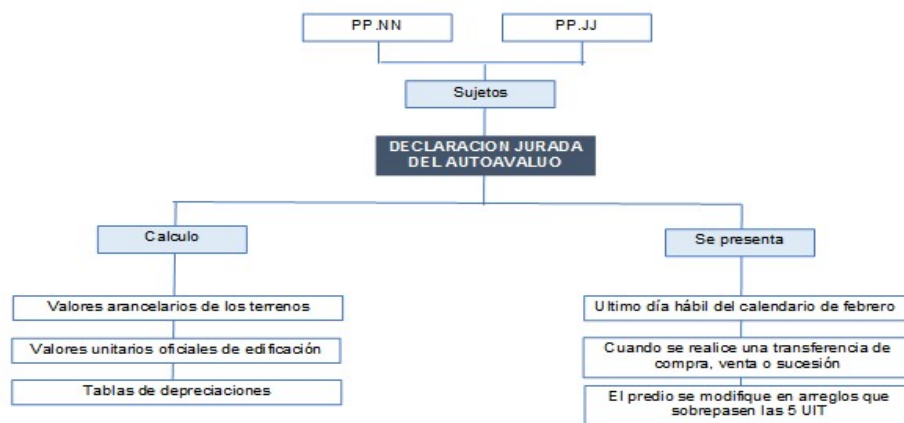 PP.NN
PP.JJ
Sujetos
DECLARACION JURADA
DEL AUTOAVALUO
Calculo
Valores arancelarios de los terrenos
Valores unitarios oficiales de edificación
Tablas de depreciaciones
Se presenta
Ultimo día hábil del calendario de febrero
Cuando se realice una transferencia de
compra, venta o sucesión
El predio se modifique en arreglos que
sobrepasen las 5 UIT